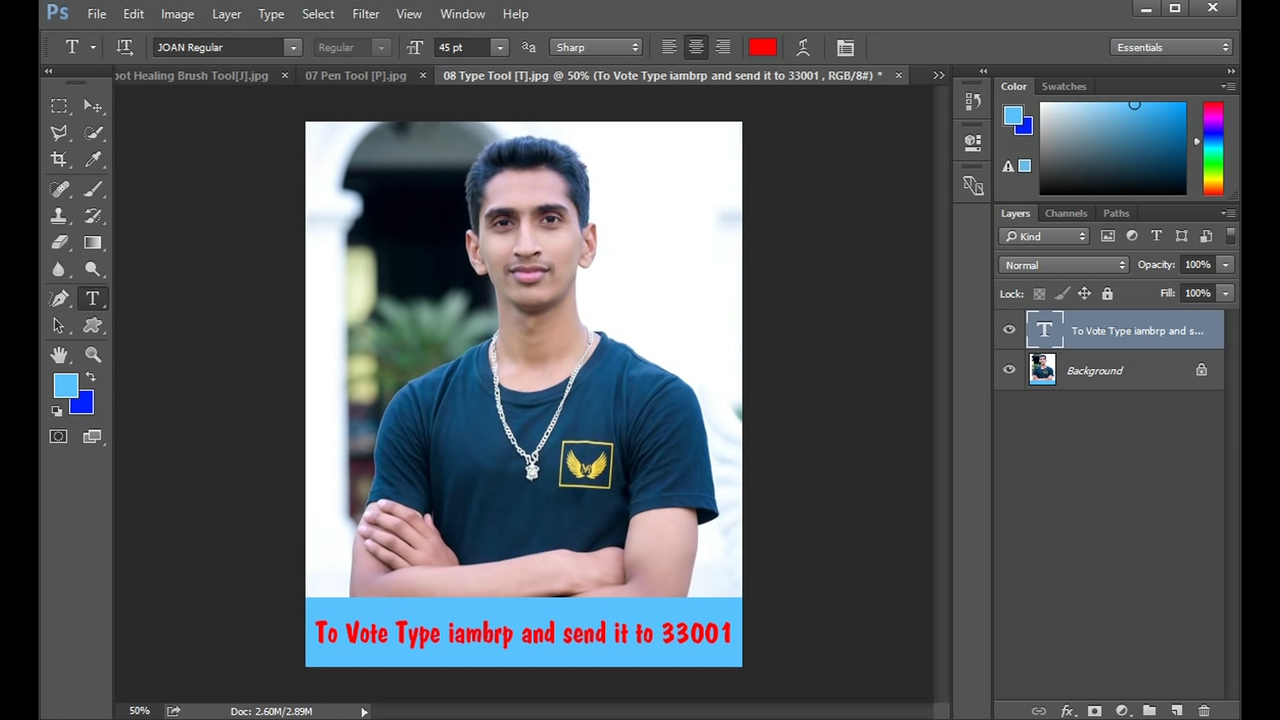 Ps File Edit Image Layer Type Select Filter View Window Help
JOAN Regular Regular 45 pt Sharp Essentials
pot Healing Brush Tool[J].jpg × 07 Pen Tool [P].jpg × 08 Type Tool [T].jpg @ 50% (To Vote Type iambrp and send it to 33001 , RGB/8#) * ×
Color Swatches
Layers Channels Paths
Kind
Normal Opacity: 100%
Lock: Fill: 100%
To Vote Type iambrp and s...
Background
To Vote Type iambrp and send it to 33001
50% Doc: 2.60M/2.89M